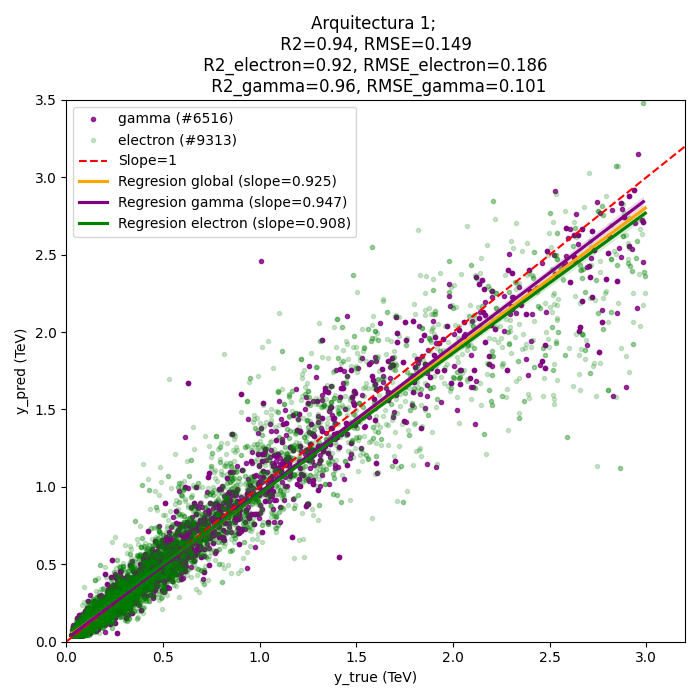 Arquitectura 1;
R2=0.94, RMSE=0.149
R2_electron=0.92, RMSE_electron=0.186
R2_gamma=0.96, RMSE_gamma=0.101
gamma (#6516)
electron (#9313)
Slope=1
Regresion global (slope=0.925)
Regresion gamma (slope=0.947)
Regresion electron (slope=0.908)
y_pred (TeV)
3.5
3.0
2.5
2.0
1.5
1.0
0.5
0.0
0.0 0.5 1.0 1.5 2.0 2.5 3.0
y_true (TeV)